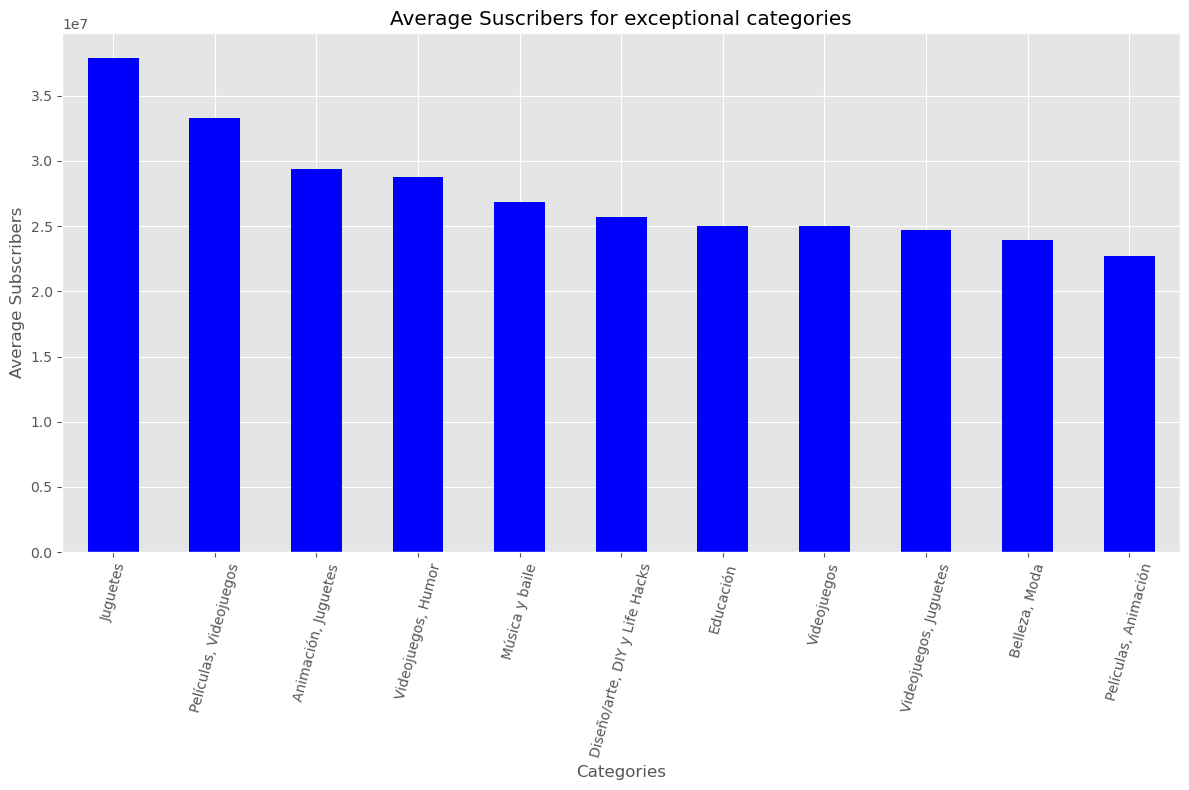 Average Suscribers for exceptional categories
1e7
3.5
3.0
2.5
2.0
1.5
1.0
0.5
0.0
Average Subscribers
Juguetes
Películas, Videojuegos
Animación, Juguetes
Videojuegos, Humor
Música y baile
Diseño/arte, DIY y Life Hacks
Educación
Videojuegos
Videojuegos, Juguetes
Belleza, Moda
Películas, Animación
Categories